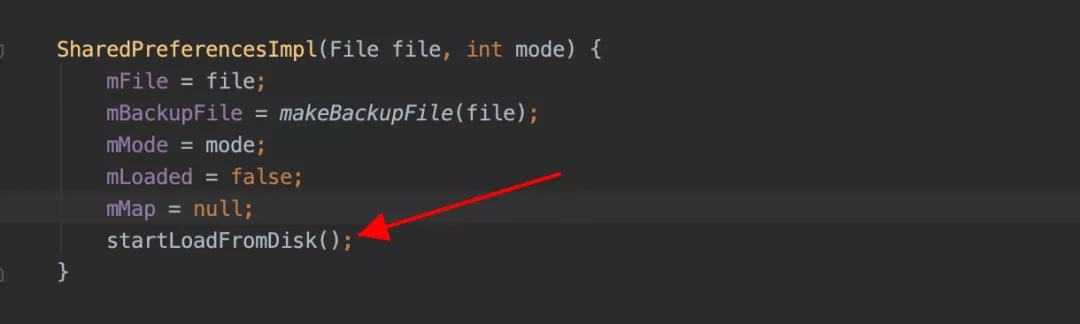 SharedPreferencesImpl(File file, int mode) {
    mFile = file;
    mBackupFile = makeBackupFile(file);
    mMode = mode;
    mLoaded = false;
    mMap = null;
    startLoadFromDisk();
}